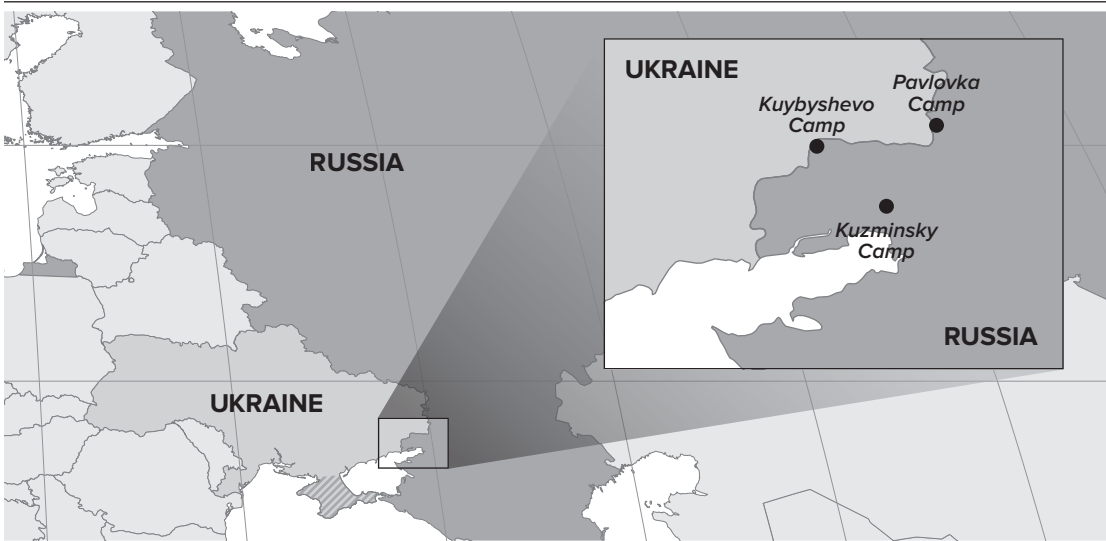 RUSSIA
UKRAINE
UKRAINE
Kuybyshevo
Camp
Pavlovka
Camp
Kuzminsky
Camp
RUSSIA